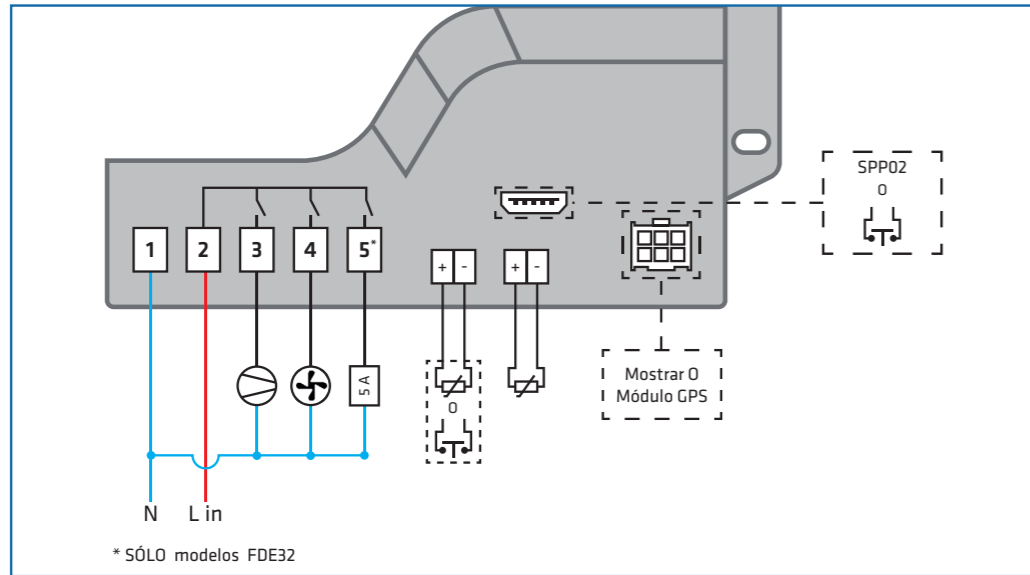 SPP02
O
1 2 3 4 5*
+ - + -
5 A
O
Mostrar O
Módulo GPS
N L in
* SÓLO modelos FDE32